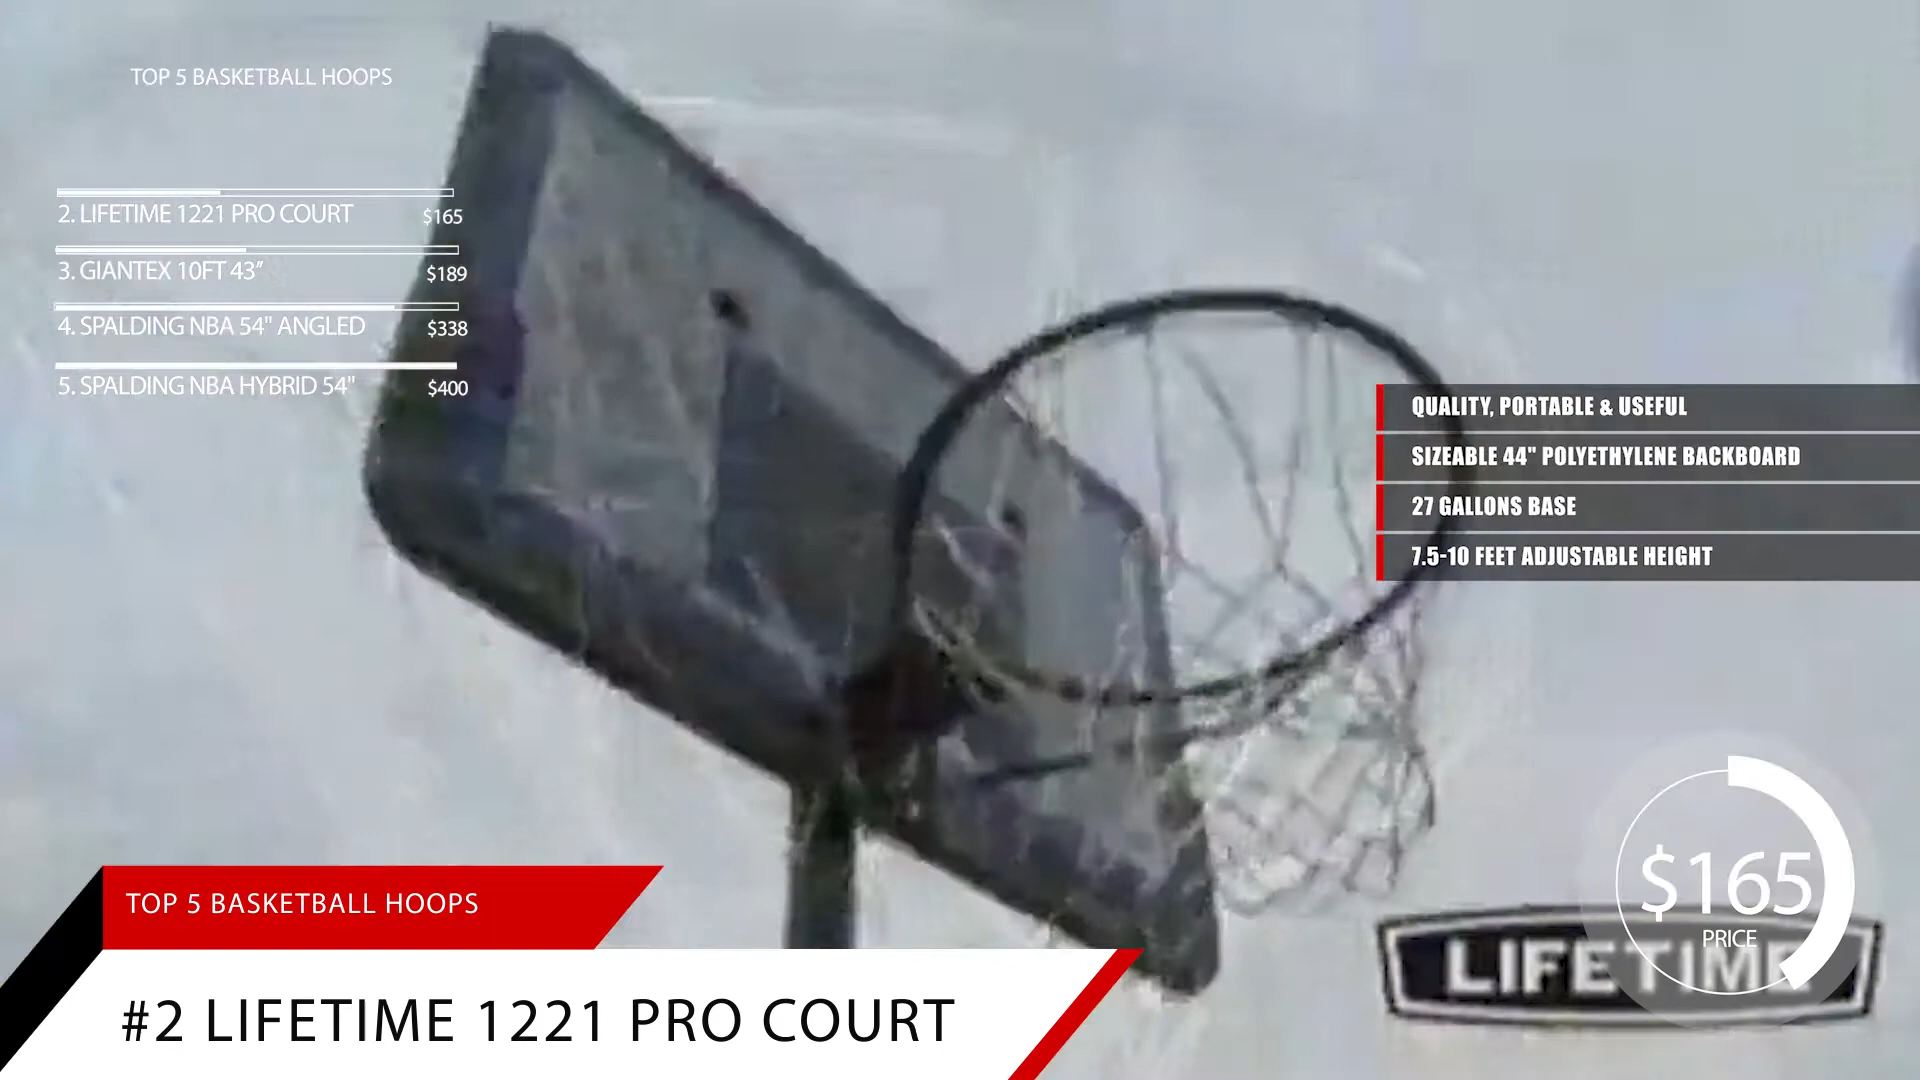 TOP 5 BASKETBALL HOOPS
2. LIFETIME 1221 PRO COURT $165
3. GIANTEX 10FT 43″ $189
4. SPALDING NBA 54" ANGLED $338
5. SPALDING NBA HYBRID 54" $400
QUALITY, PORTABLE & USEFUL
SIZEABLE 44" POLYETHYLENE BACKBOARD
27 GALLONS BASE
7.5-10 FEET ADJUSTABLE HEIGHT
$165
PRICE
LIFETIME
TOP 5 BASKETBALL HOOPS
#2 LIFETIME 1221 PRO COURT